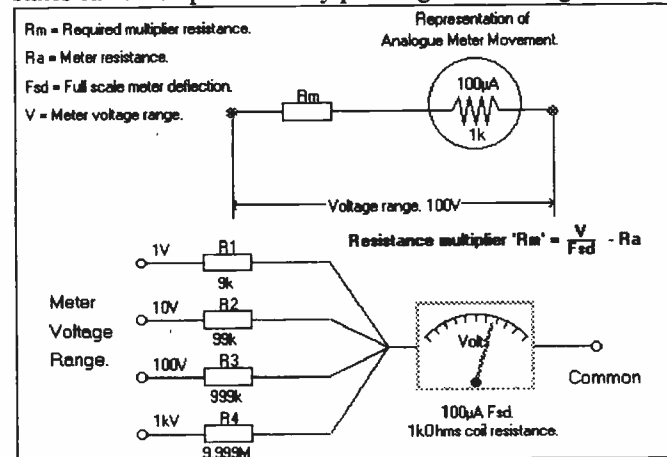 Rm = Required multiplier resistance.
Ra = Meter resistance.
Fsd = Full scale meter deflection.
V = Meter voltage range.
Representation of
Analogue Meter Movement.
100µA
Rm
1k
Voltage range. 100V
Resistance multiplier 'Rm' = V/Fsd - Ra
1V
R1
9k
10V
R2
99k
100V
R3
999k
1kV
R4
9.999M
Meter
Voltage
Range.
Volts
Common
100µA Fsd.
1kOhms coil resistance.